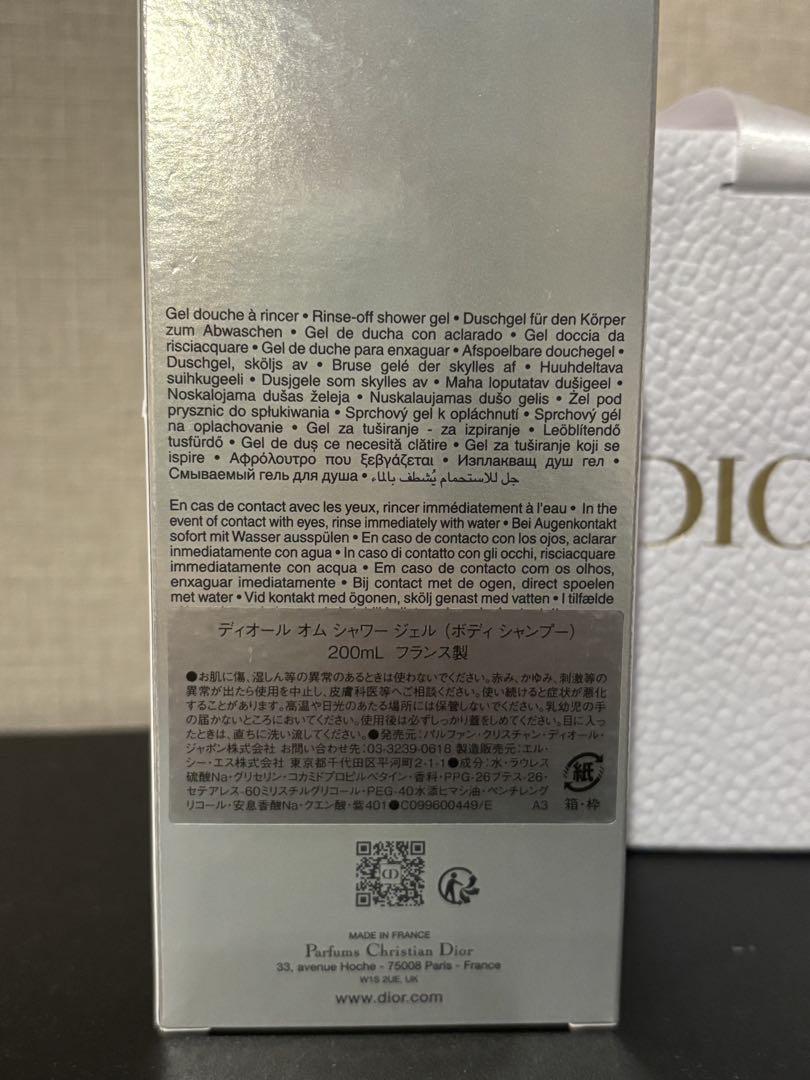 Gel douche à rincer • Rinse-off shower gel • Duschgel für den Körper
zum Abwaschen • Gel de ducha con aclarado • Gel doccia da
risciacquare • Gel de duche para enxaguar • Afspoelbare douchegel •
Duschgel, sköljs av • Bruse gelé der skylles af • Huuhdeltava
suihkugeeli • Dusjgele som skylles av • Maha loputatav dušigeel •
Noskalojama dušas želeja • Nuskalaujamas dušo gelis • Żel pod
prysznic do spłukiwania • Sprchový gel k opláchnutí • Sprchový gél
na oplachovanie • Gel za tuširanje - za izpiranje • Leöblítendő
tusfürdő • Gel de duş ce necesită clătire • Gel za tuširanje koji se
ispire • Αφρόλουτρο που ξεβγάζεται • Изплакващ душ гел •
Смываемый гель для душа • جل للاستحمام يُشطف بالماء
En cas de contact avec les yeux, rincer immédiatement à l'eau • In the
event of contact with eyes, rinse immediately with water • Bei Augenkontakt
sofort mit Wasser ausspülen • En caso de contacto con los ojos, aclarar
inmediatamente con agua • In caso di contatto con gli occhi, risciacquare
immediatamente con acqua • Em caso de contacto com os olhos,
enxaguar imediatamente • Bij contact met de ogen, direct spoelen
met water • Vid kontakt med ögonen, skölj genast med vatten • I tilfælde
ディオール オム シャワー ジェル (ボディ シャンプー)
200mL フランス製
●お肌に傷、湿しん等の異常のあるときは使わないでください。赤み、かゆみ、刺激等の
異常が出たら使用を中止し、皮膚科医等へご相談ください。使い続けると症状が悪化
することがあります。高温や日光のあたる場所には保管しないでください。乳幼児の手
の届かないところにおいてください。使用後は必ずしっかり蓋をしめてください。目に入っ
たときは、直ちに洗い流してください。●発売元:パルファン・クリスチャン・ディオール・
ジャポン株式会社 お問い合わせ先:03-3239-0618 製造販売元:エル・
シー・エス株式会社 東京都千代田区平河町2-1-1●成分:水・ラウレス
硫酸Na・グリセリン・コカミドプロピルベタイン・香料・PPG-26ブテス-26・
セテアレス-60ミリスチルグリコール・PEG-40水添ヒマシ油・ペンチレング
リコール・安息香酸Na・クエン酸・紫401●C099600449/E A3
紙
箱・枠
CD
MADE IN FRANCE
Parfums Christian Dior
33, avenue Hoche - 75008 Paris - France
W1S 2UE, UK
www.dior.com
DIO